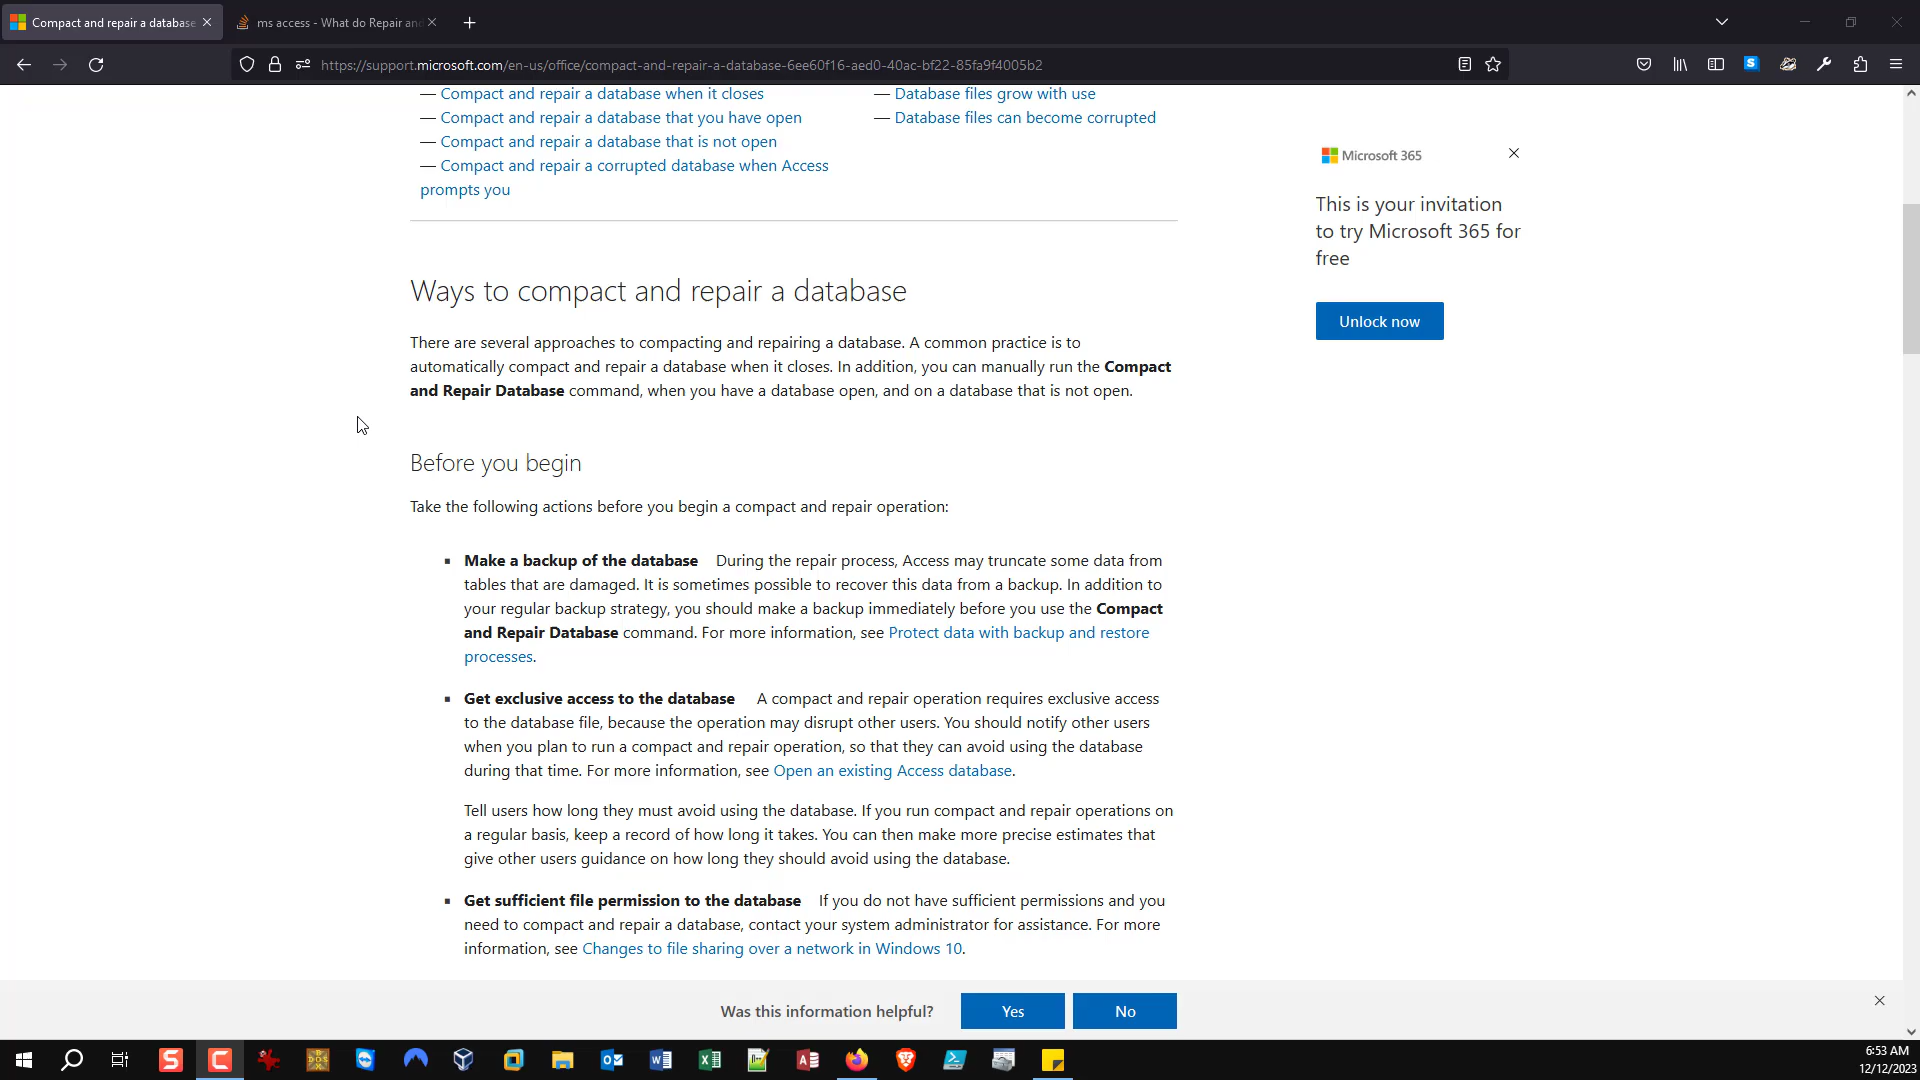 Compact and repair a database
ms access - What do Repair and
https://support.microsoft.com/en-us/office/compact-and-repair-a-database-6ee60f16-aed0-40ac-bf22-85fa9f4005b2
— Compact and repair a database when it closes
— Compact and repair a database that you have open
— Compact and repair a database that is not open
— Compact and repair a corrupted database when Access
prompts you
— Database files grow with use
— Database files can become corrupted
Microsoft 365
This is your invitation
to try Microsoft 365 for
free
Unlock now
Ways to compact and repair a database
There are several approaches to compacting and repairing a database. A common practice is to
automatically compact and repair a database when it closes. In addition, you can manually run the Compact
and Repair Database command, when you have a database open, and on a database that is not open.
Before you begin
Take the following actions before you begin a compact and repair operation:
▪ Make a backup of the database During the repair process, Access may truncate some data from
tables that are damaged. It is sometimes possible to recover this data from a backup. In addition to
your regular backup strategy, you should make a backup immediately before you use the Compact
and Repair Database command. For more information, see Protect data with backup and restore
processes.
▪ Get exclusive access to the database A compact and repair operation requires exclusive access
to the database file, because the operation may disrupt other users. You should notify other users
when you plan to run a compact and repair operation, so that they can avoid using the database
during that time. For more information, see Open an existing Access database.
Tell users how long they must avoid using the database. If you run compact and repair operations on
a regular basis, keep a record of how long it takes. You can then make more precise estimates that
give other users guidance on how long they should avoid using the database.
▪ Get sufficient file permission to the database If you do not have sufficient permissions and you
need to compact and repair a database, contact your system administrator for assistance. For more
information, see Changes to file sharing over a network in Windows 10.
Was this information helpful?
Yes
No
6:53 AM
12/12/2023